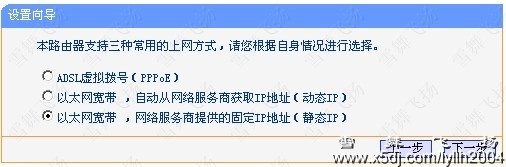 设置向导
本路由器支持三种常用的上网方式，请您根据自身情况进行选择。
ADSL虚拟拨号（PPPoE）
以太网宽带 ，自动从网络服务商获取IP地址（动态IP）
以太网宽带 ，网络服务商提供的固定IP地址（静态IP）
上一步 下一步
www.x5dj.com/lylin2004